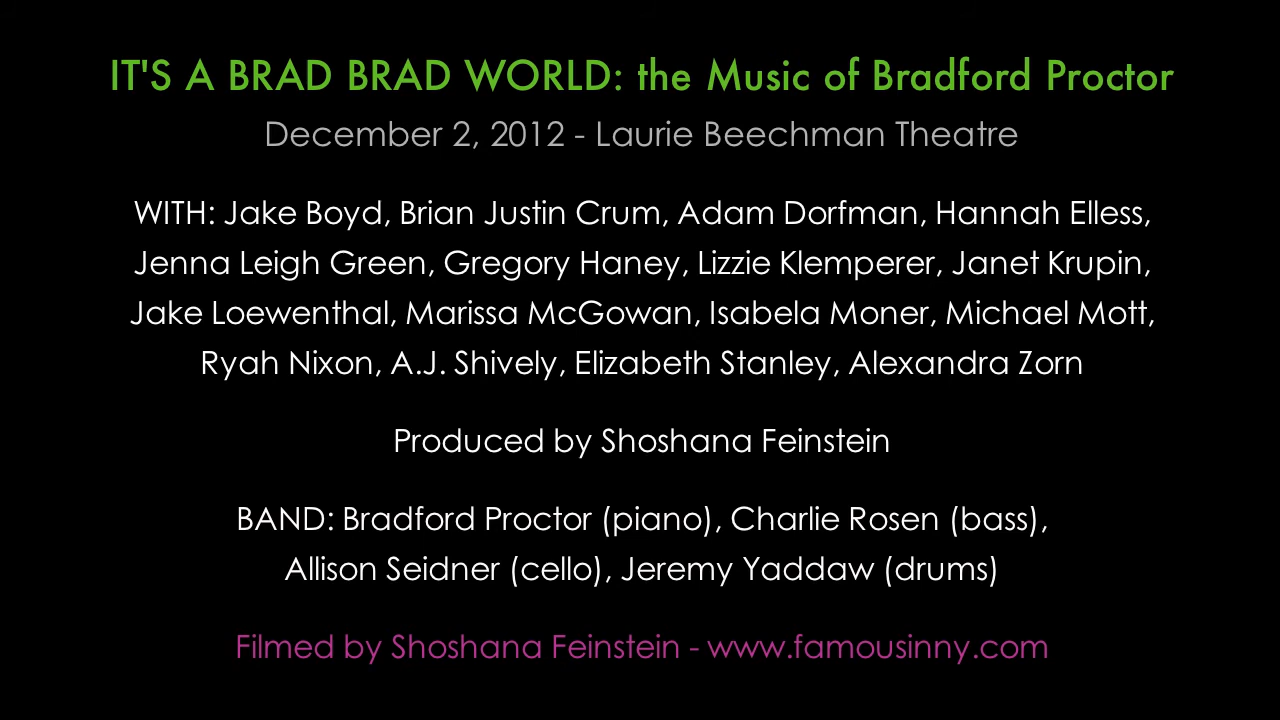 IT'S A BRAD BRAD WORLD: the Music of Bradford Proctor
December 2, 2012 - Laurie Beechman Theatre
WITH: Jake Boyd, Brian Justin Crum, Adam Dorfman, Hannah Elless,
Jenna Leigh Green, Gregory Haney, Lizzie Klemperer, Janet Krupin,
Jake Loewenthal, Marissa McGowan, Isabela Moner, Michael Mott,
Ryah Nixon, A.J. Shively, Elizabeth Stanley, Alexandra Zorn
Produced by Shoshana Feinstein
BAND: Bradford Proctor (piano), Charlie Rosen (bass),
Allison Seidner (cello), Jeremy Yaddaw (drums)
Filmed by Shoshana Feinstein - www.famousinny.com